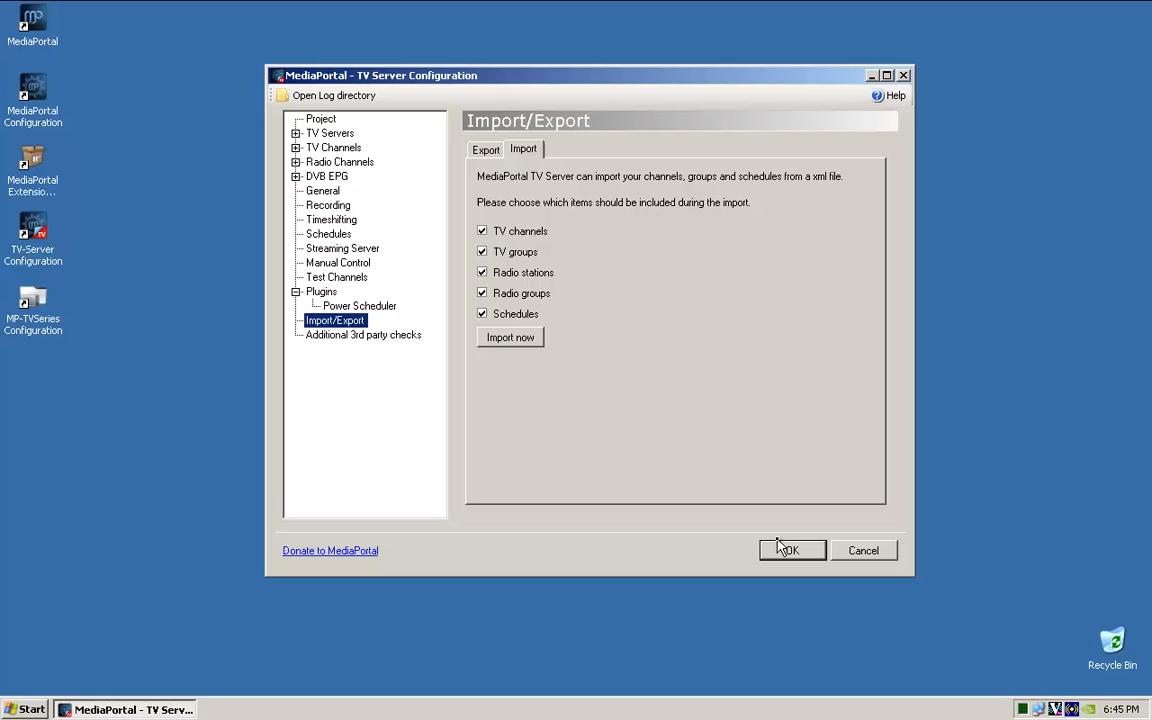 MediaPortal
MediaPortal
Configuration
MediaPortal
Extensio...
TV-Server
Configuration
MP-TVSeries
Configuration
MediaPortal - TV Server Configuration
Open Log directory
Help
Project
TV Servers
TV Channels
Radio Channels
DVB EPG
General
Recording
Timeshifting
Schedules
Streaming Server
Manual Control
Test Channels
Plugins
Power Scheduler
Import/Export
Additional 3rd party checks
Import/Export
Export Import
MediaPortal TV Server can import your channels, groups and schedules from a xml file.
Please choose which items should be included during the import.
TV channels
TV groups
Radio stations
Radio groups
Schedules
Import now
Donate to MediaPortal
OK
Cancel
Recycle Bin
Start
MediaPortal - TV Serv...
6:45 PM